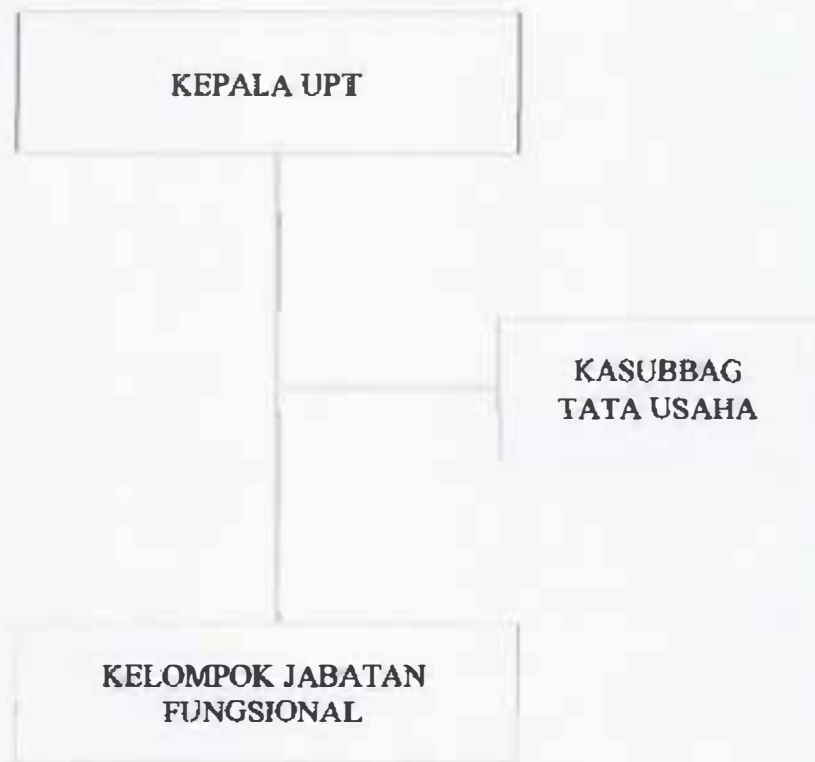 KEPALA UPT
KASUBBAG
TATA USAHA
KELOMPOK JABATAN
FUNGSIONAL